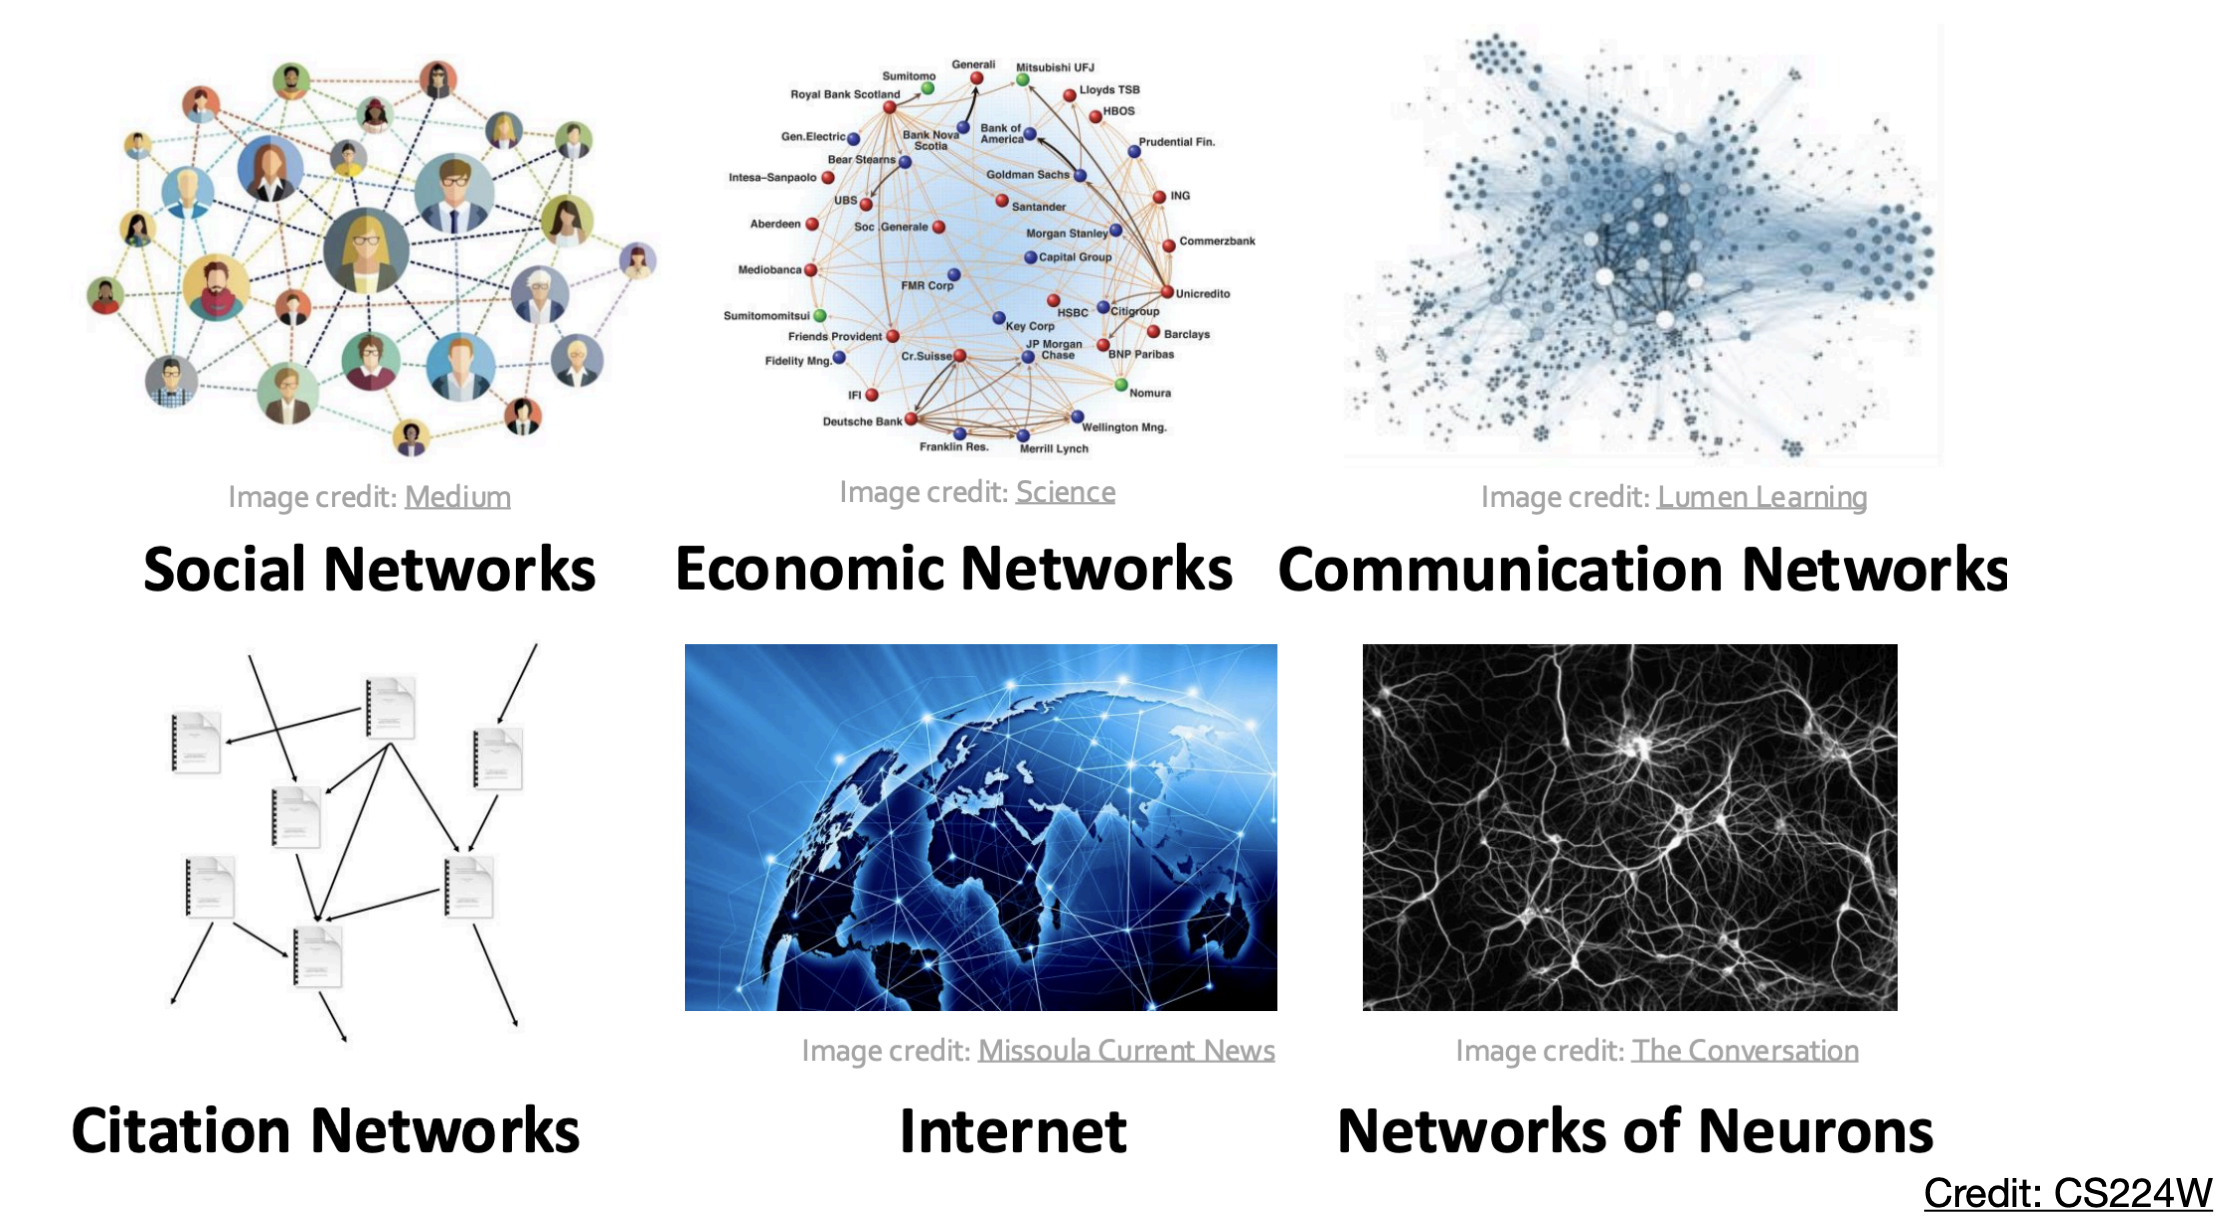 Generali
Mitsubishi UFJ
Sumitomo
Royal Bank Scotland
Lloyds TSB
HBOS
Gen.Electric
Bank Nova
Scotia
Bank of
America
Prudential Fin.
Bear Stearns
Intesa–Sanpaolo
Goldman Sachs
UBS
Santander
ING
Aberdeen
Soc .Generale
Morgan Stanley
Commerzbank
Mediobanca
Capital Group
FMR Corp
Unicredito
Sumitomomitsui
HSBC
Citigroup
Key Corp
Friends Provident
Barclays
Fidelity Mng.
Cr.Suisse
JP Morgan
Chase
BNP Paribas
IFI
Nomura
Deutsche Bank
Wellington Mng.
Franklin Res.
Merrill Lynch
Image credit: Medium
Image credit: Science
Image credit: Lumen Learning
Social Networks
Economic Networks
Communication Networks
Image credit: Missoula Current News
Image credit: The Conversation
Citation Networks
Internet
Networks of Neurons
Credit: CS224W